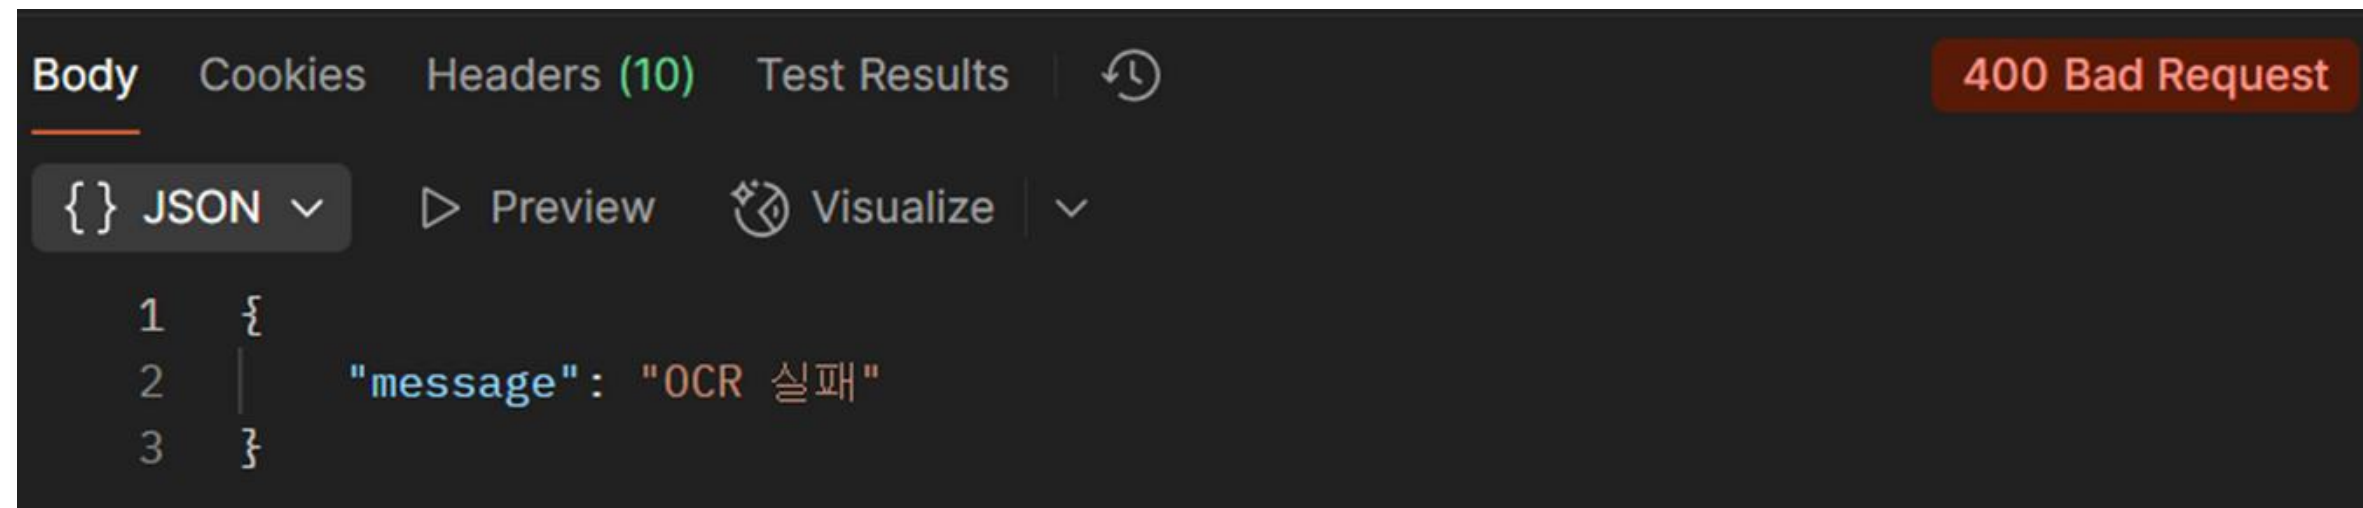 Body Cookies Headers (10) Test Results 400 Bad Request
{} JSON Preview Visualize
1 {
2 "message": "OCR 실패"
3 }